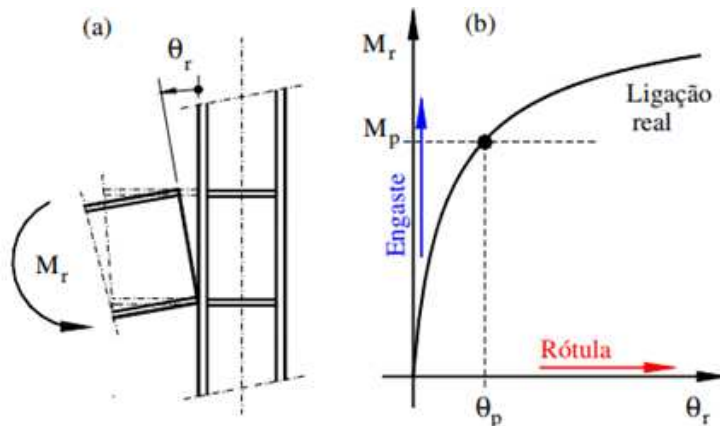 (a)
θr
Mr
(b)
Mr
Mp
Engaste
Ligação
real
Rótula
θp
θr